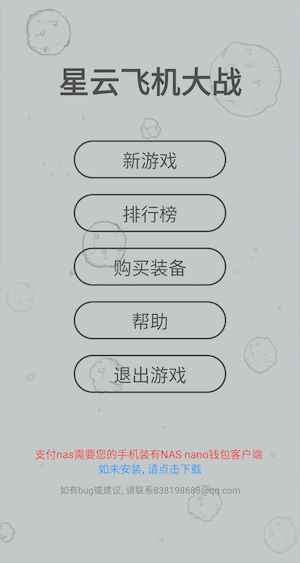 星云飞机大战
新游戏
排行榜
购买装备
帮助
退出游戏
支付nas需要您的手机装有NAS nano钱包客户端
如未安装, 请点击下载
如有bug或建议, 请联系838198688@qq.com